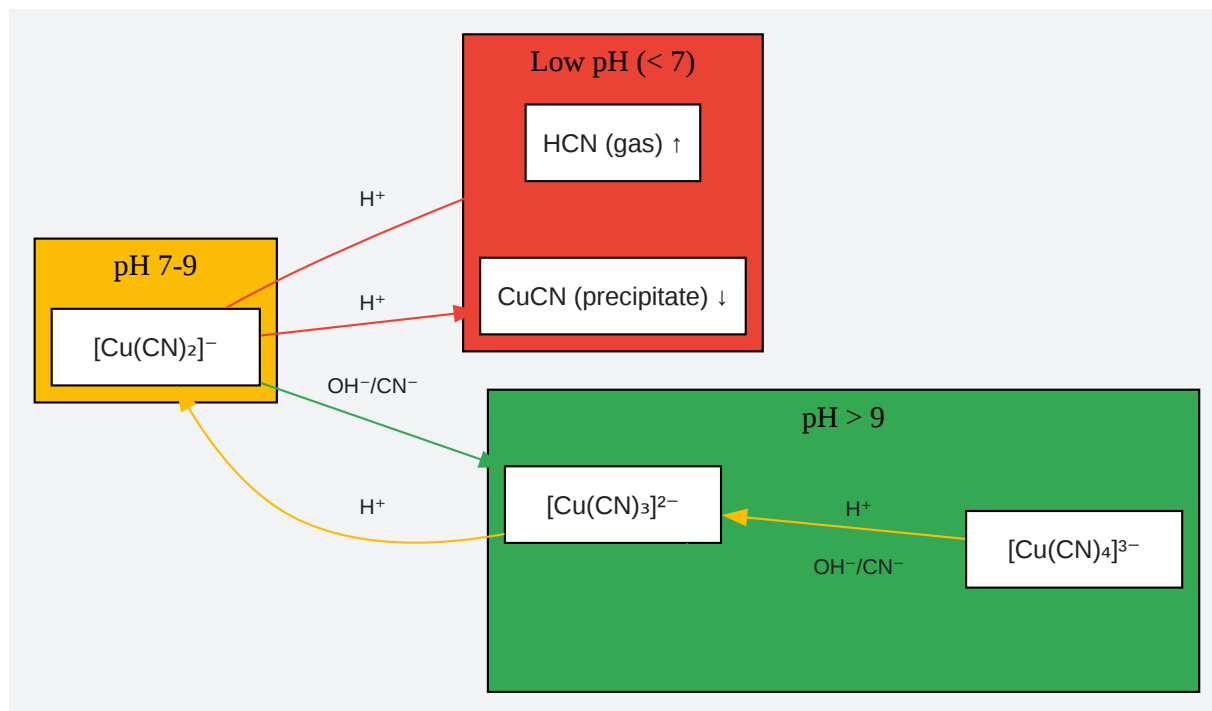 Low pH (< 7)
HCN (gas) ↑
H⁺
pH 7-9
CuCN (precipitate) ↓
H⁺
[Cu(CN)₂]⁻
OH⁻/CN⁻
pH > 9
H⁺
[Cu(CN)₃]²⁻
H⁺
[Cu(CN)₄]³⁻
OH⁻/CN⁻